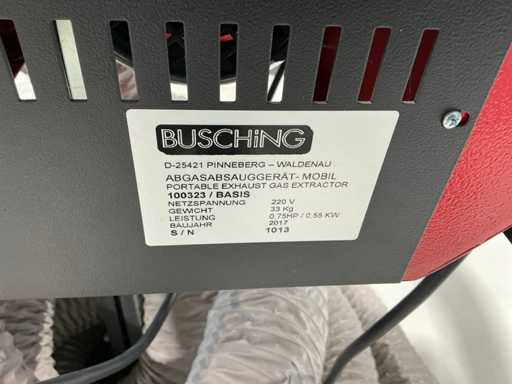 BUSCHiNG
D-25421 PINNEBERG – WALDENAU
ABGASABSAUGGERÄT- MOBIL
PORTABLE EXHAUST GAS EXTRACTOR
100323 / BASIS
NETZSPANNUNG 220 V
GEWICHT 33 Kg
LEISTUNG 0,75HP / 0,55 KW
BAUJAHR 2017
S / N 1013